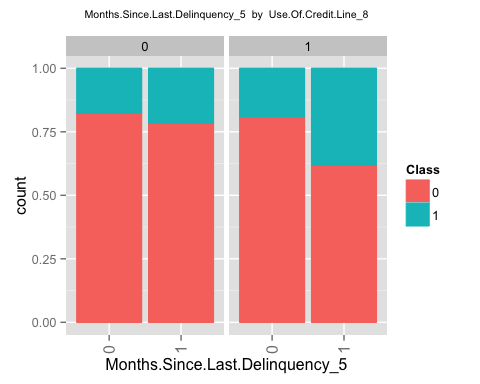 Months.Since.Last.Delinquency_5 by Use.Of.Credit.Line_8
0 1
1.00
0.75
0.50
0.25
0.00
count
0 1 0 1
Months.Since.Last.Delinquency_5
Class
0
1